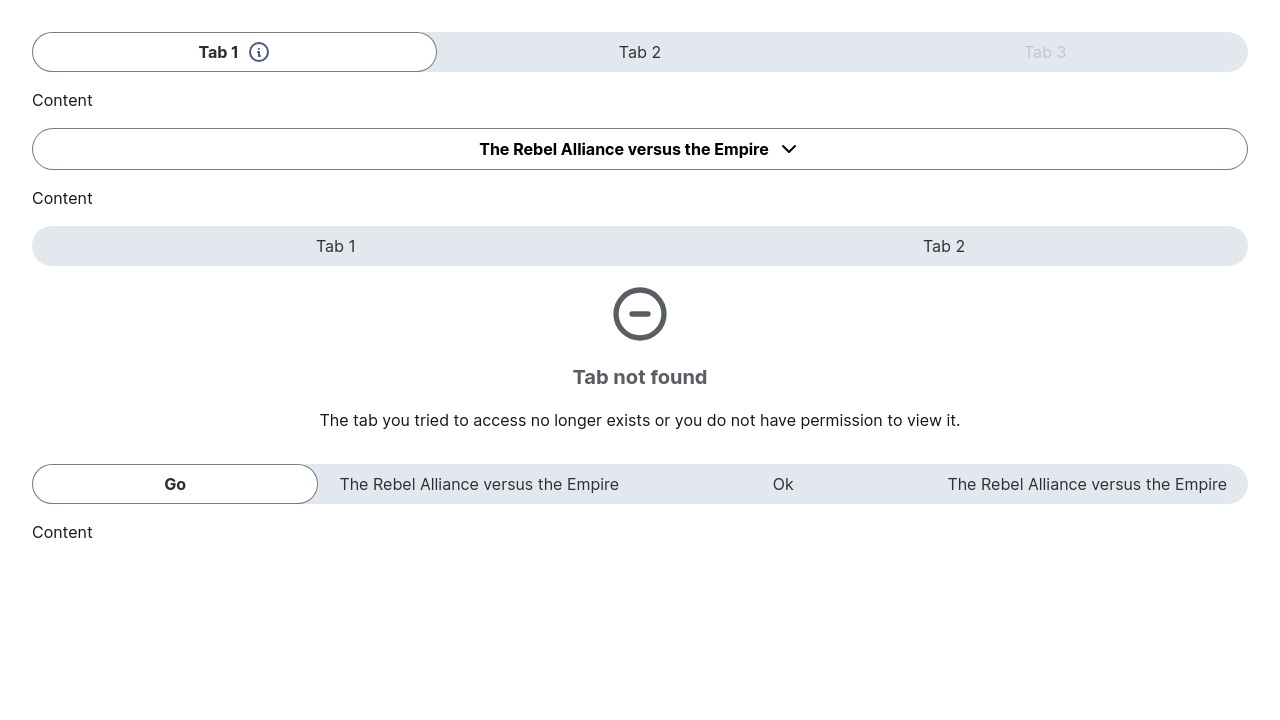 Tab 1 Tab 2 Tab 3
Content
The Rebel Alliance versus the Empire
Content
Tab 1 Tab 2
Tab not found
The tab you tried to access no longer exists or you do not have permission to view it.
Go The Rebel Alliance versus the Empire Ok The Rebel Alliance versus the Empire
Content